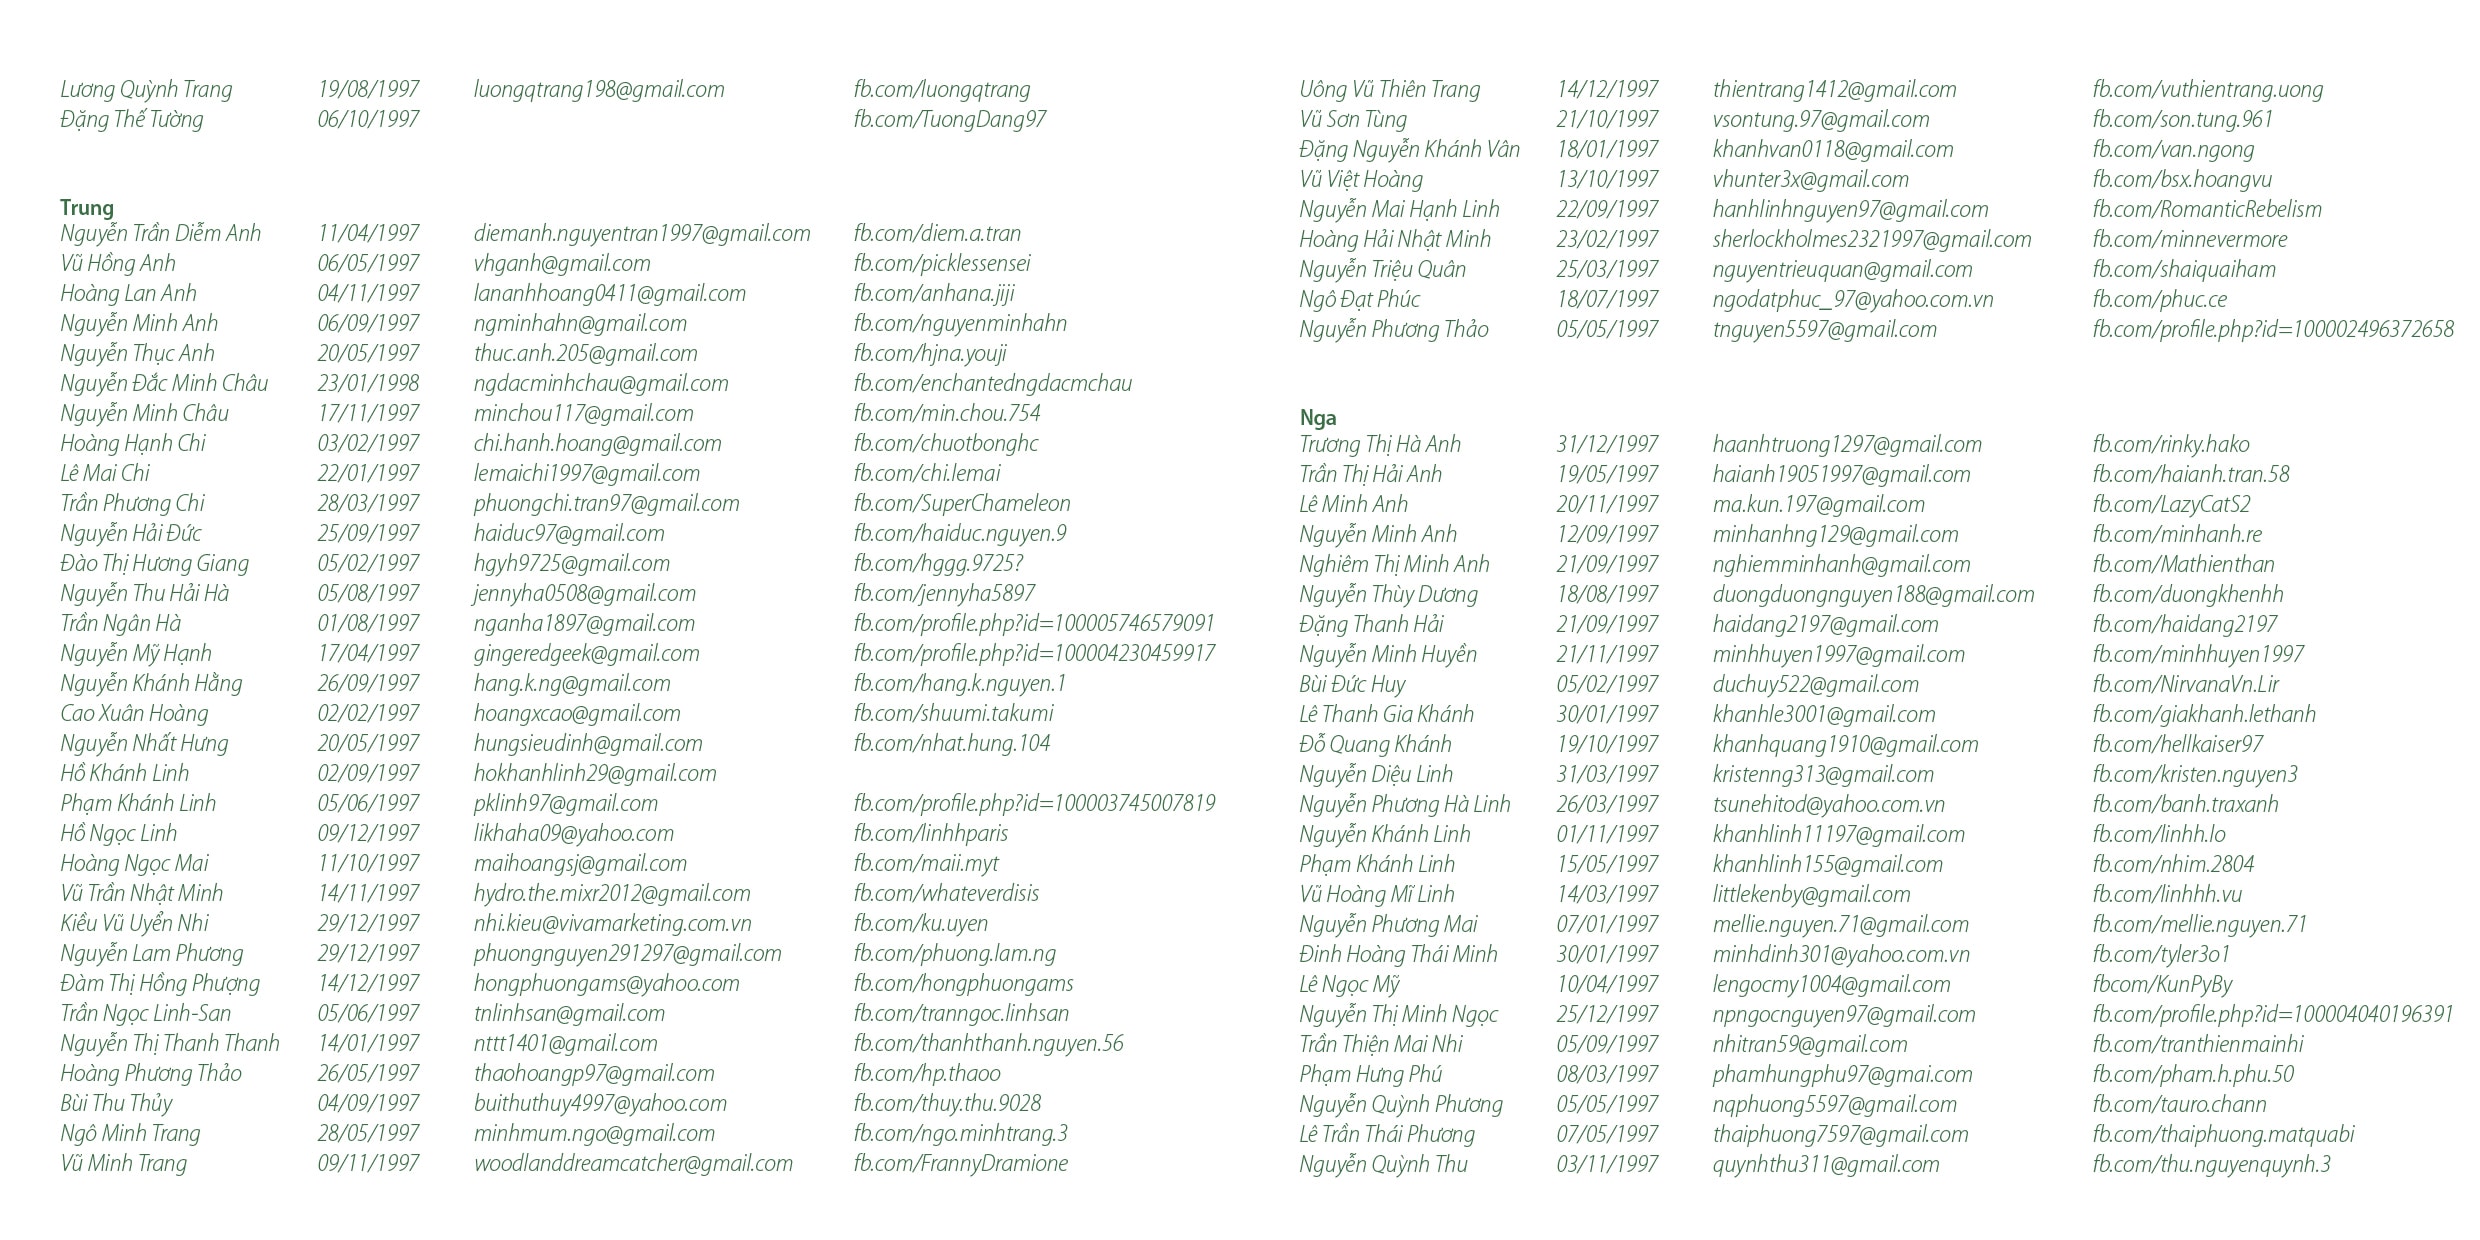 Lương Quỳnh Trang 19/08/1997 luongqtrang198@gmail.com fb.com/luongqtrang
Đặng Thế Tường 06/10/1997 fb.com/TuongDang97
Trung
Nguyễn Trần Diễm Anh 11/04/1997 diemanh.nguyentran1997@gmail.com fb.com/diem.a.tran
Vũ Hồng Anh 06/05/1997 vhganh@gmail.com fb.com/picklessensei
Hoàng Lan Anh 04/11/1997 lananhhoang0411@gmail.com fb.com/anhana.jiji
Nguyễn Minh Anh 06/09/1997 ngminhahn@gmail.com fb.com/nguyenminhahn
Nguyễn Thục Anh 20/05/1997 thuc.anh.205@gmail.com fb.com/hjna.youji
Nguyễn Đắc Minh Châu 23/01/1998 ngdacminhchau@gmail.com fb.com/enchantedngdacmchau
Nguyễn Minh Châu 17/11/1997 minchou117@gmail.com fb.com/min.chou.754
Hoàng Hạnh Chi 03/02/1997 chi.hanh.hoang@gmail.com fb.com/chuotbonghc
Lê Mai Chi 22/01/1997 lemaichi1997@gmail.com fb.com/chi.lemai
Trần Phương Chi 28/03/1997 phuongchi.tran97@gmail.com fb.com/SuperChameleon
Nguyễn Hải Đức 25/09/1997 haiduc97@gmail.com fb.com/haiduc.nguyen.9
Đào Thị Hương Giang 05/02/1997 hgyh9725@gmail.com fb.com/hggg.9725?
Nguyễn Thu Hải Hà 05/08/1997 jennyha0508@gmail.com fb.com/jennyha5897
Trần Ngân Hà 01/08/1997 nganha1897@gmail.com fb.com/profile.php?id=100005746579091
Nguyễn Mỹ Hạnh 17/04/1997 gingeredgeek@gmail.com fb.com/profile.php?id=100004230459917
Nguyễn Khánh Hằng 26/09/1997 hang.k.ng@gmail.com fb.com/hang.k.nguyen.1
Cao Xuân Hoàng 02/02/1997 hoangxcao@gmail.com fb.com/shuumi.takumi
Nguyễn Nhất Hưng 20/05/1997 hungsieudinh@gmail.com fb.com/nhat.hung.104
Hồ Khánh Linh 02/09/1997 hokhanhlinh29@gmail.com
Phạm Khánh Linh 05/06/1997 pklinh97@gmail.com fb.com/profile.php?id=100003745007819
Hồ Ngọc Linh 09/12/1997 likhaha09@yahoo.com fb.com/linhhparis
Hoàng Ngọc Mai 11/10/1997 maihoangsj@gmail.com fb.com/maii.myt
Vũ Trần Nhật Minh 14/11/1997 hydro.the.mixr2012@gmail.com fb.com/whateverdisis
Kiều Vũ Uyển Nhi 29/12/1997 nhi.kieu@vivamarketing.com.vn fb.com/ku.uyen
Nguyễn Lam Phương 29/12/1997 phuongnguyen291297@gmail.com fb.com/phuong.lam.ng
Đàm Thị Hồng Phượng 14/12/1997 hongphuongams@yahoo.com fb.com/hongphuongams
Trần Ngọc Linh-San 05/06/1997 tnlinhsan@gmail.com fb.com/tranngoc.linhsan
Nguyễn Thị Thanh Thanh 14/01/1997 nttt1401@gmail.com fb.com/thanhthanh.nguyen.56
Hoàng Phương Thảo 26/05/1997 thaohoangp97@gmail.com fb.com/hp.thaoo
Bùi Thu Thủy 04/09/1997 buithuthuy4997@yahoo.com fb.com/thuy.thu.9028
Ngô Minh Trang 28/05/1997 minhmum.ngo@gmail.com fb.com/ngo.minhtrang.3
Vũ Minh Trang 09/11/1997 woodlanddreamcatcher@gmail.com fb.com/FrannyDramione
Uông Vũ Thiên Trang 14/12/1997 thientrang1412@gmail.com fb.com/vuthientrang.uong
Vũ Sơn Tùng 21/10/1997 vsontung.97@gmail.com fb.com/son.tung.961
Đặng Nguyễn Khánh Vân 18/01/1997 khanhvan0118@gmail.com fb.com/van.ngong
Vũ Việt Hoàng 13/10/1997 vhunter3x@gmail.com fb.com/bsx.hoangvu
Nguyễn Mai Hạnh Linh 22/09/1997 hanhlinhnguyen97@gmail.com fb.com/RomanticRebelism
Hoàng Hải Nhật Minh 23/02/1997 sherlockholmes2321997@gmail.com fb.com/minnevermore
Nguyễn Triệu Quân 25/03/1997 nguyentrieuquan@gmail.com fb.com/shaiquaiham
Ngô Đạt Phúc 18/07/1997 ngodatphuc_97@yahoo.com.vn fb.com/phuc.ce
Nguyễn Phương Thảo 05/05/1997 tnguyen5597@gmail.com fb.com/profile.php?id=100002496372658
Nga
Trương Thị Hà Anh 31/12/1997 haanhtruong1297@gmail.com fb.com/rinky.hako
Trần Thị Hải Anh 19/05/1997 haianh19051997@gmail.com fb.com/haianh.tran.58
Lê Minh Anh 20/11/1997 ma.kun.197@gmail.com fb.com/LazyCatS2
Nguyễn Minh Anh 12/09/1997 minhanhng129@gmail.com fb.com/minhanh.re
Nghiêm Thị Minh Anh 21/09/1997 nghiemminhanh@gmail.com fb.com/Mathienthan
Nguyễn Thùy Dương 18/08/1997 duongduongnguyen188@gmail.com fb.com/duongkhenhh
Đặng Thanh Hải 21/09/1997 haidang2197@gmail.com fb.com/haidang2197
Nguyễn Minh Huyền 21/11/1997 minhhuyen1997@gmail.com fb.com/minhhuyen1997
Bùi Đức Huy 05/02/1997 duchuy522@gmail.com fb.com/NirvanaVn.Lir
Lê Thanh Gia Khánh 30/01/1997 khanhle3001@gmail.com fb.com/giakhanh.lethanh
Đỗ Quang Khánh 19/10/1997 khanhquang1910@gmail.com fb.com/hellkaiser97
Nguyễn Diệu Linh 31/03/1997 kristenng313@gmail.com fb.com/kristen.nguyen3
Nguyễn Phương Hà Linh 26/03/1997 tsunehitod@yahoo.com.vn fb.com/banh.traxanh
Nguyễn Khánh Linh 01/11/1997 khanhlinh11197@gmail.com fb.com/linhh.lo
Phạm Khánh Linh 15/05/1997 khanhlinh155@gmail.com fb.com/nhim.2804
Vũ Hoàng Mĩ Linh 14/03/1997 littlekenby@gmail.com fb.com/linhhh.vu
Nguyễn Phương Mai 07/01/1997 mellie.nguyen.71@gmail.com fb.com/mellie.nguyen.71
Đinh Hoàng Thái Minh 30/01/1997 minhdinh301@yahoo.com.vn fb.com/tyler3o1
Lê Ngọc Mỹ 10/04/1997 lengocmy1004@gmail.com fbcom/KunPyBy
Nguyễn Thị Minh Ngọc 25/12/1997 npngocnguyen97@gmail.com fb.com/profile.php?id=100004040196391
Trần Thiện Mai Nhi 05/09/1997 nhitran59@gmail.com fb.com/tranthienmainhi
Phạm Hưng Phú 08/03/1997 phamhungphu97@gmai.com fb.com/pham.h.phu.50
Nguyễn Quỳnh Phương 05/05/1997 nqphuong5597@gmail.com fb.com/tauro.chann
Lê Trần Thái Phương 07/05/1997 thaiphuong7597@gmail.com fb.com/thaiphuong.matquabi
Nguyễn Quỳnh Thu 03/11/1997 quynhthu311@gmail.com fb.com/thu.nguyenquynh.3